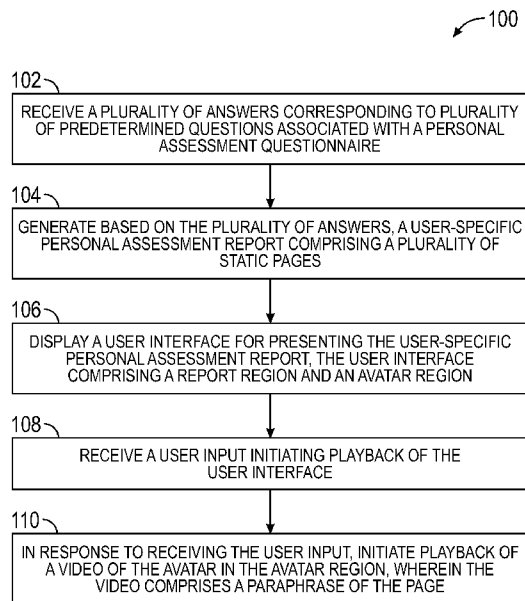 100
102
RECEIVE A PLURALITY OF ANSWERS CORRESPONDING TO PLURALITY
OF PREDETERMINED QUESTIONS ASSOCIATED WITH A PERSONAL
ASSESSMENT QUESTIONNAIRE
104
GENERATE BASED ON THE PLURALITY OF ANSWERS, A USER-SPECIFIC
PERSONAL ASSESSMENT REPORT COMPRISING A PLURALITY OF
STATIC PAGES
106
DISPLAY A USER INTERFACE FOR PRESENTING THE USER-SPECIFIC
PERSONAL ASSESSMENT REPORT, THE USER INTERFACE
COMPRISING A REPORT REGION AND AN AVATAR REGION
108
RECEIVE A USER INPUT INITIATING PLAYBACK OF THE
USER INTERFACE
110
IN RESPONSE TO RECEIVING THE USER INPUT, INITIATE PLAYBACK OF
A VIDEO OF THE AVATAR IN THE AVATAR REGION, WHEREIN THE
VIDEO COMPRISES A PARAPHRASE OF THE PAGE